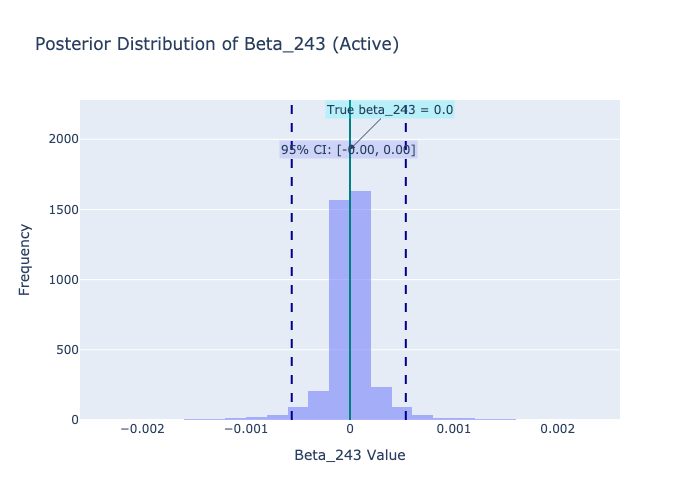 Posterior Distribution of Beta_243 (Active)
True beta_243 = 0.0
95% CI: [-0.00, 0.00]
2000
1500
1000
500
0
Frequency
−0.002
−0.001
0
0.001
0.002
Beta_243 Value